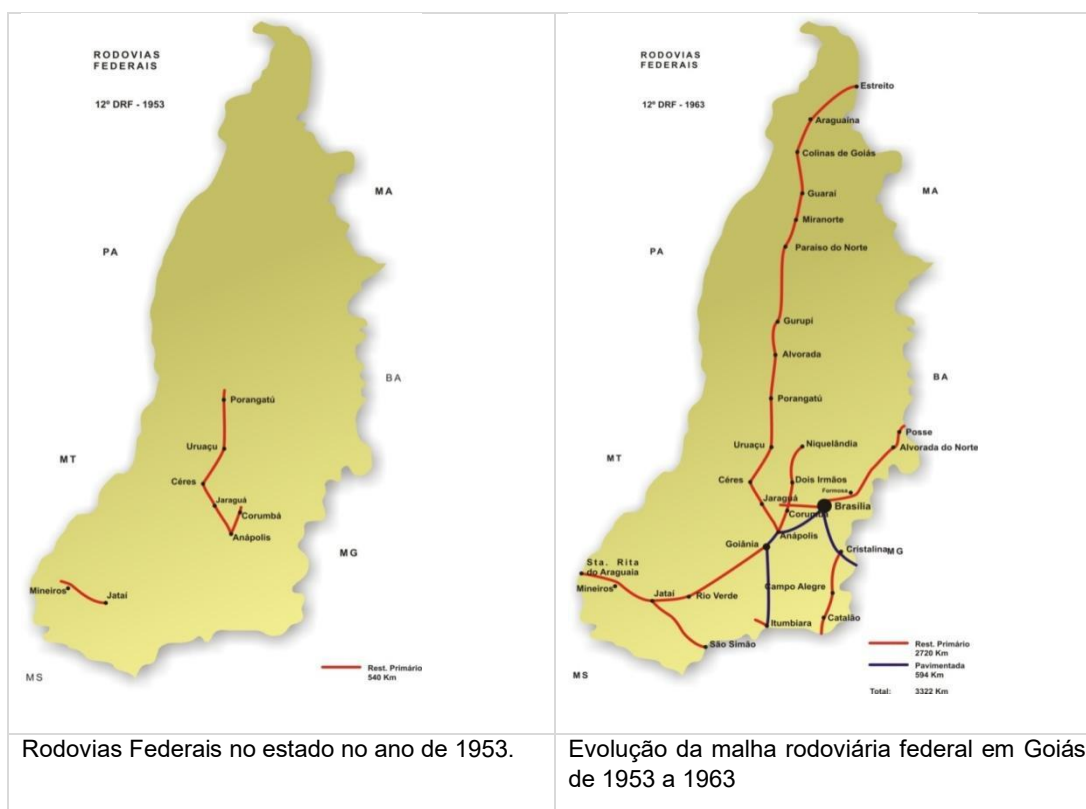 RODOVIAS
FEDERAIS
12º DRF - 1953
MA
PA
BA
Porangatú
Uruaçu
MT
Céres
Jaraguá
Corumbá
Anápolis
MG
Mineiros
Jataí
MS
Rest. Primário
540 Km
RODOVIAS
FEDERAIS
12º DRF - 1963
Estreito
Araguaina
Colinas de Goiás
MA
Guaraí
Miranorte
PA
Paraiso do Norte
Gurupí
Alvorada
BA
Porangatú
Posse
Uruaçu
Niquelândia
Alvorada do Norte
MT
Céres
Dois Irmãos
Formosa
Jaraguá
Brasília
Corumbá
Anápolis
Goiânia
Cristalina
MG
Sta. Rita
do Araguaia
Mineiros
Campo Alegre
Jataí
Rio Verde
Catalão
Itumbiara
São Simão
MS
Rest. Primário
2720 Km
Pavimentada
594 Km
Total: 3322 Km
Rodovias Federais no estado no ano de 1953.
Evolução da malha rodoviária federal em Goiás
de 1953 a 1963